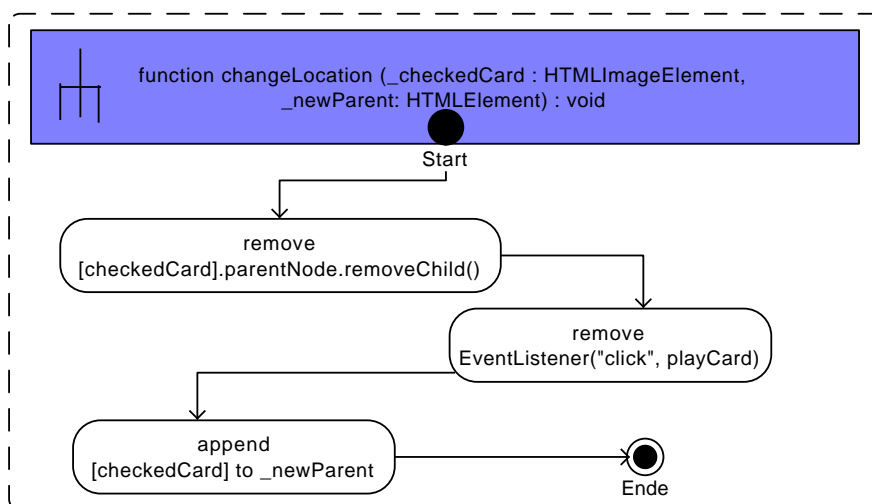 function changeLocation (_checkedCard : HTMLImageElement,
_newParent: HTMLElement) : void
Start
remove
[checkedCard].parentNode.removeChild()
remove
EventListener("click", playCard)
append
[checkedCard] to _newParent
Ende